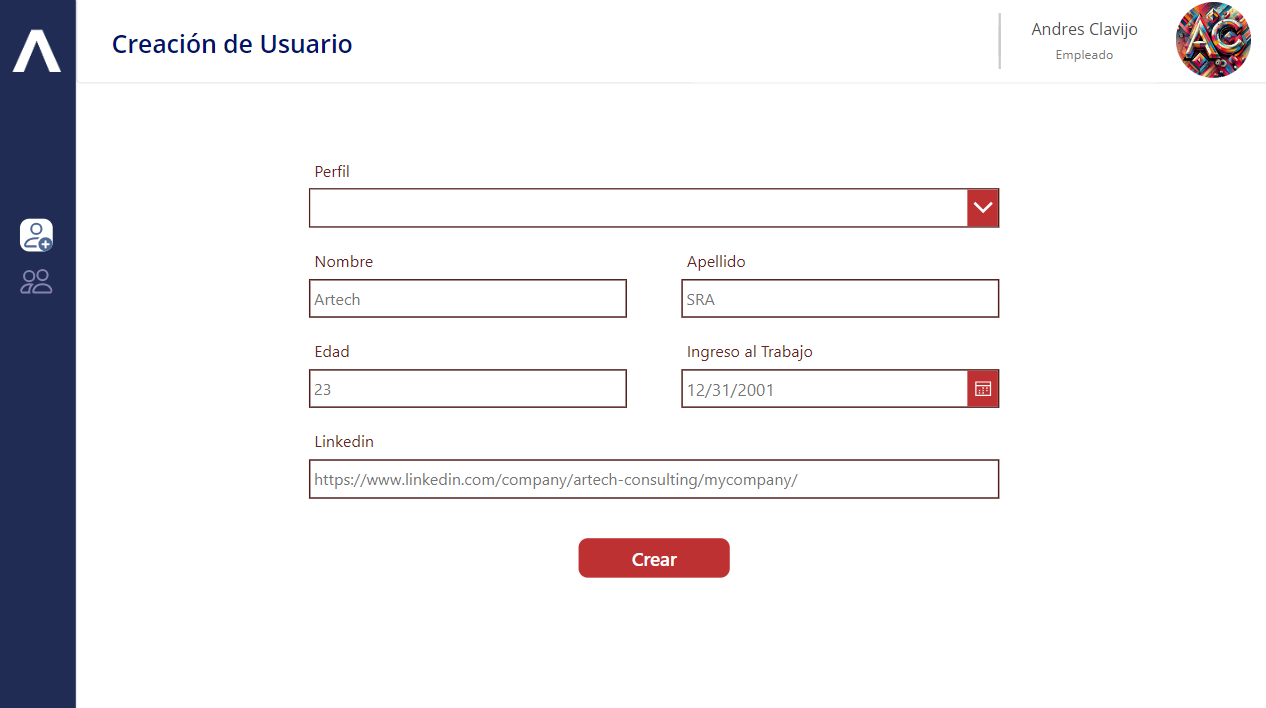 Creación de Usuario
Andres Clavijo
Empleado
AC
Perfil
Nombre
Apellido
Artech
SRA
Edad
Ingreso al Trabajo
23
12/31/2001
Linkedin
https://www.linkedin.com/company/artech-consulting/mycompany/
Crear